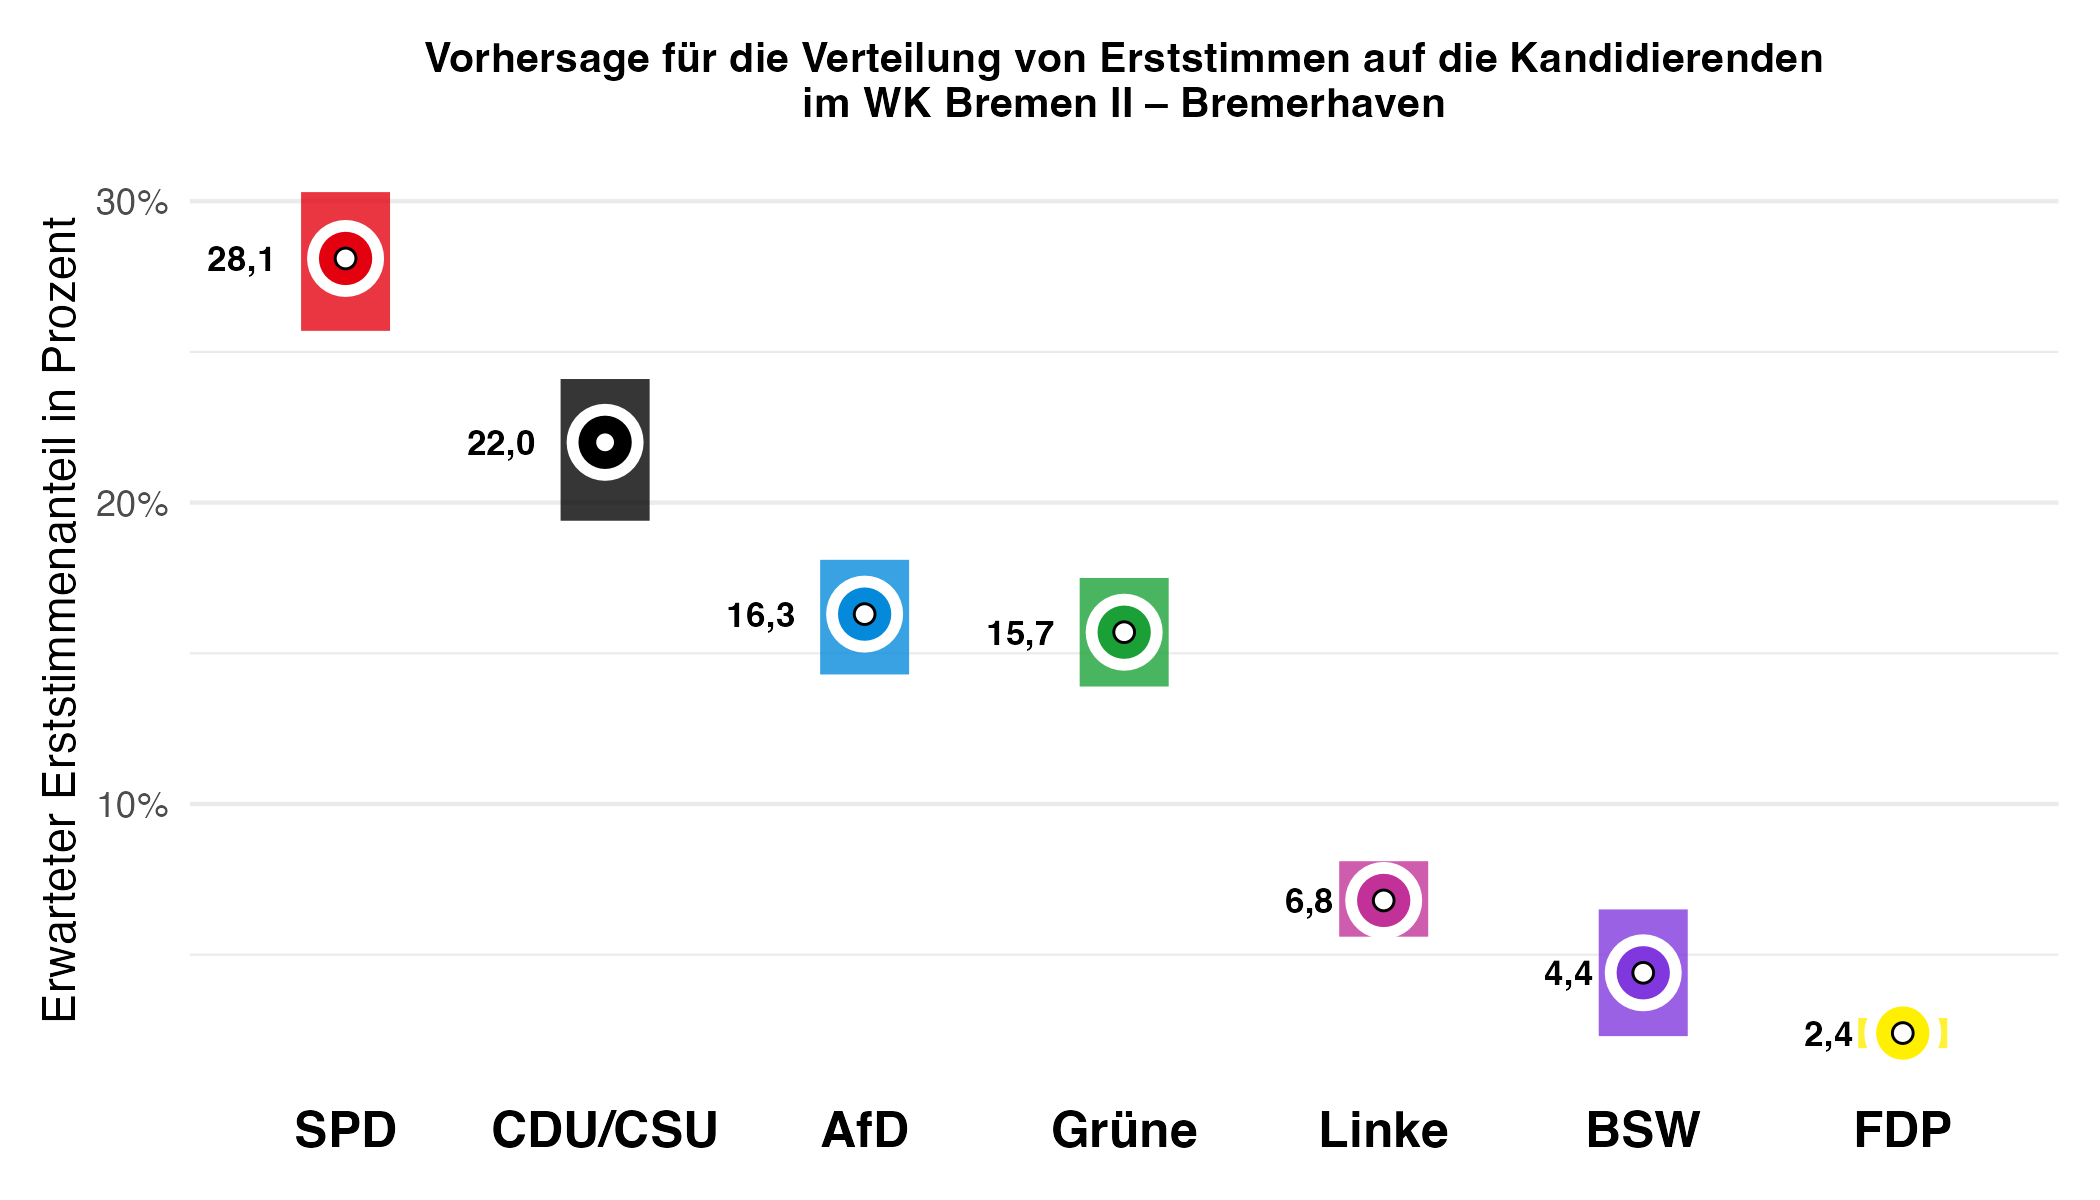 Vorhersage für die Verteilung von Erststimmen auf die Kandidierenden
im WK Bremen II – Bremerhaven
Erwarteter Erststimmenanteil in Prozent
30%
20%
10%
28,1
22,0
16,3
15,7
6,8
4,4
2,4
SPD
CDU/CSU
AfD
Grüne
Linke
BSW
FDP